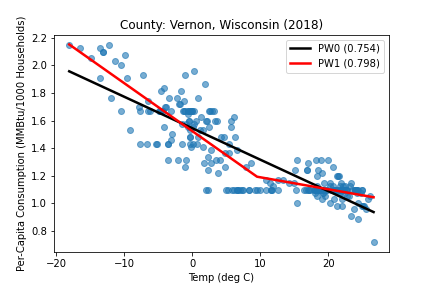 County: Vernon, Wisconsin (2018)
Per-Capita Consumption (MMBtu/1000 Households)
2.2
2.0
1.8
1.6
1.4
1.2
1.0
0.8
PW0 (0.754)
PW1 (0.798)
−20 −10 0 10 20
Temp (deg C)